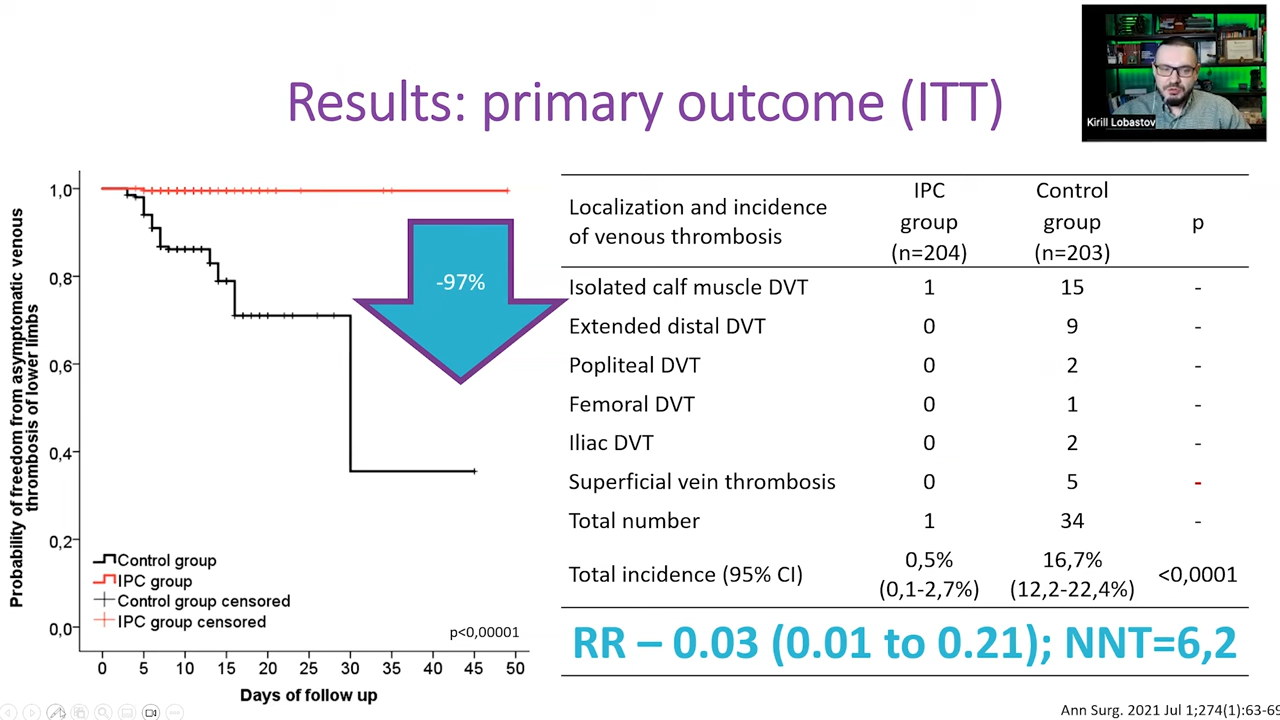 Kirill Lobastov
Results: primary outcome (ITT)
Probability of freedom from asymptomatic venous
thrombosis of lower limbs
1,0
0,8
0,6
0,4
0,2
0,0
-97%
Control group
IPC group
Control group censored
IPC group censored
p<0,00001
0 5 10 15 20 25 30 35 40 45 50
Days of follow up
Localization and incidence
of venous thrombosis
IPC
group
(n=204)
Control
group
(n=203)
p
Isolated calf muscle DVT 1 15 -
Extended distal DVT 0 9 -
Popliteal DVT 0 2 -
Femoral DVT 0 1 -
Iliac DVT 0 2 -
Superficial vein thrombosis 0 5 -
Total number 1 34 -
Total incidence (95% CI)
0,5%
(0,1-2,7%)
16,7%
(12,2-22,4%)
<0,0001
RR – 0.03 (0.01 to 0.21); NNT=6,2
Ann Surg. 2021 Jul 1;274(1):63-69